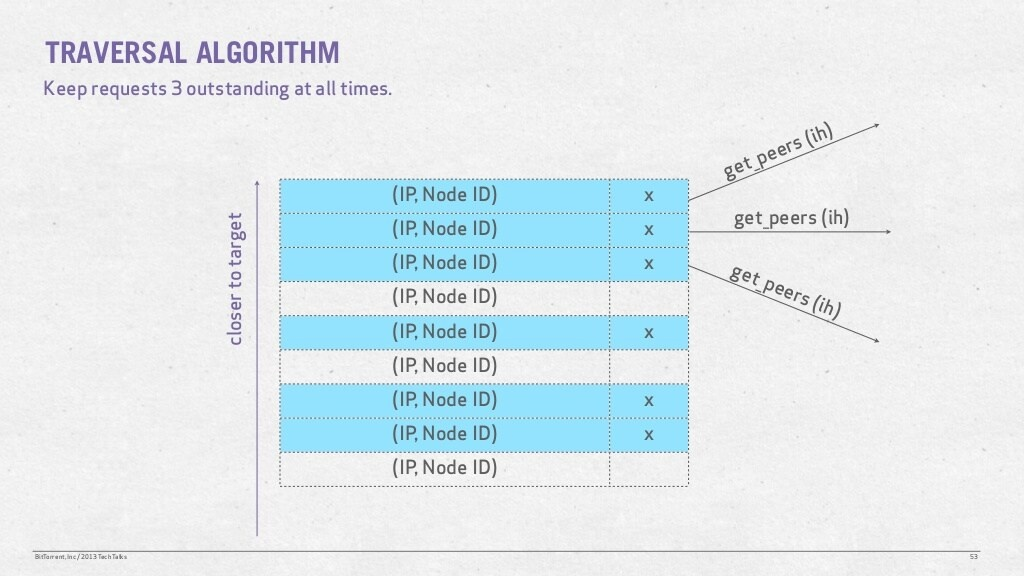 TRAVERSAL ALGORITHM
Keep requests 3 outstanding at all times.
get_peers (ih)
(IP, Node ID) x
get_peers (ih)
(IP, Node ID) x
closer to target
(IP, Node ID) x
get_peers (ih)
(IP, Node ID)
(IP, Node ID) x
(IP, Node ID)
(IP, Node ID) x
(IP, Node ID) x
(IP, Node ID)
BitTorrent, Inc / 2013 Tech Talks 53